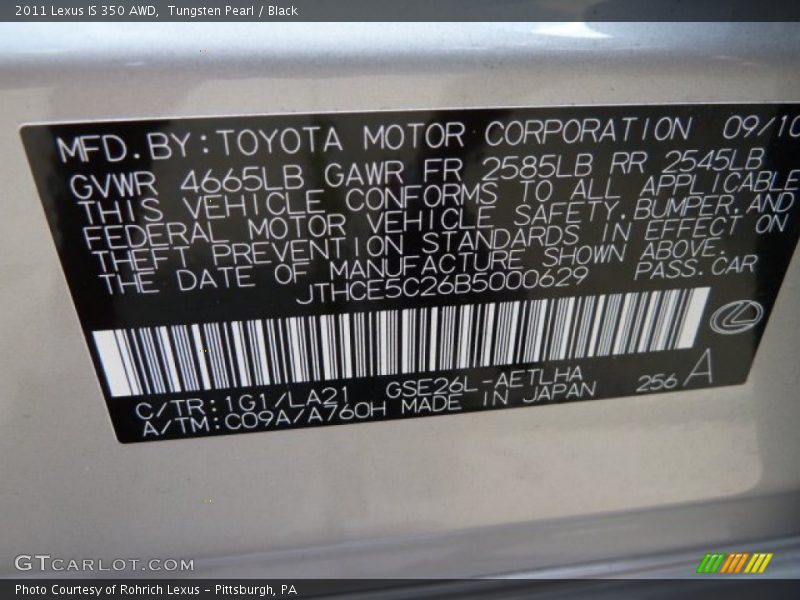 2011 Lexus IS 350 AWD, Tungsten Pearl / Black
MFD. BY: TOYOTA MOTOR CORPORATION 09/10
GVWR 4665LB GAWR FR 2585LB RR 2545LB
THIS VEHICLE CONFORMS TO ALL APPLICABLE
FEDERAL MOTOR VEHICLE SAFETY, BUMPER, AND
THEFT PREVENTION STANDARDS IN EFFECT ON
THE DATE OF MANUFACTURE SHOWN ABOVE.
JTHCE5C26B5000629 PASS. CAR
C/TR: 1G1/LA21 GSE26L-AETLHA 256 A
A/TM: C09A/A760H MADE IN JAPAN
GTCARLOT.COM
Photo Courtesy of Rohrich Lexus - Pittsburgh, PA